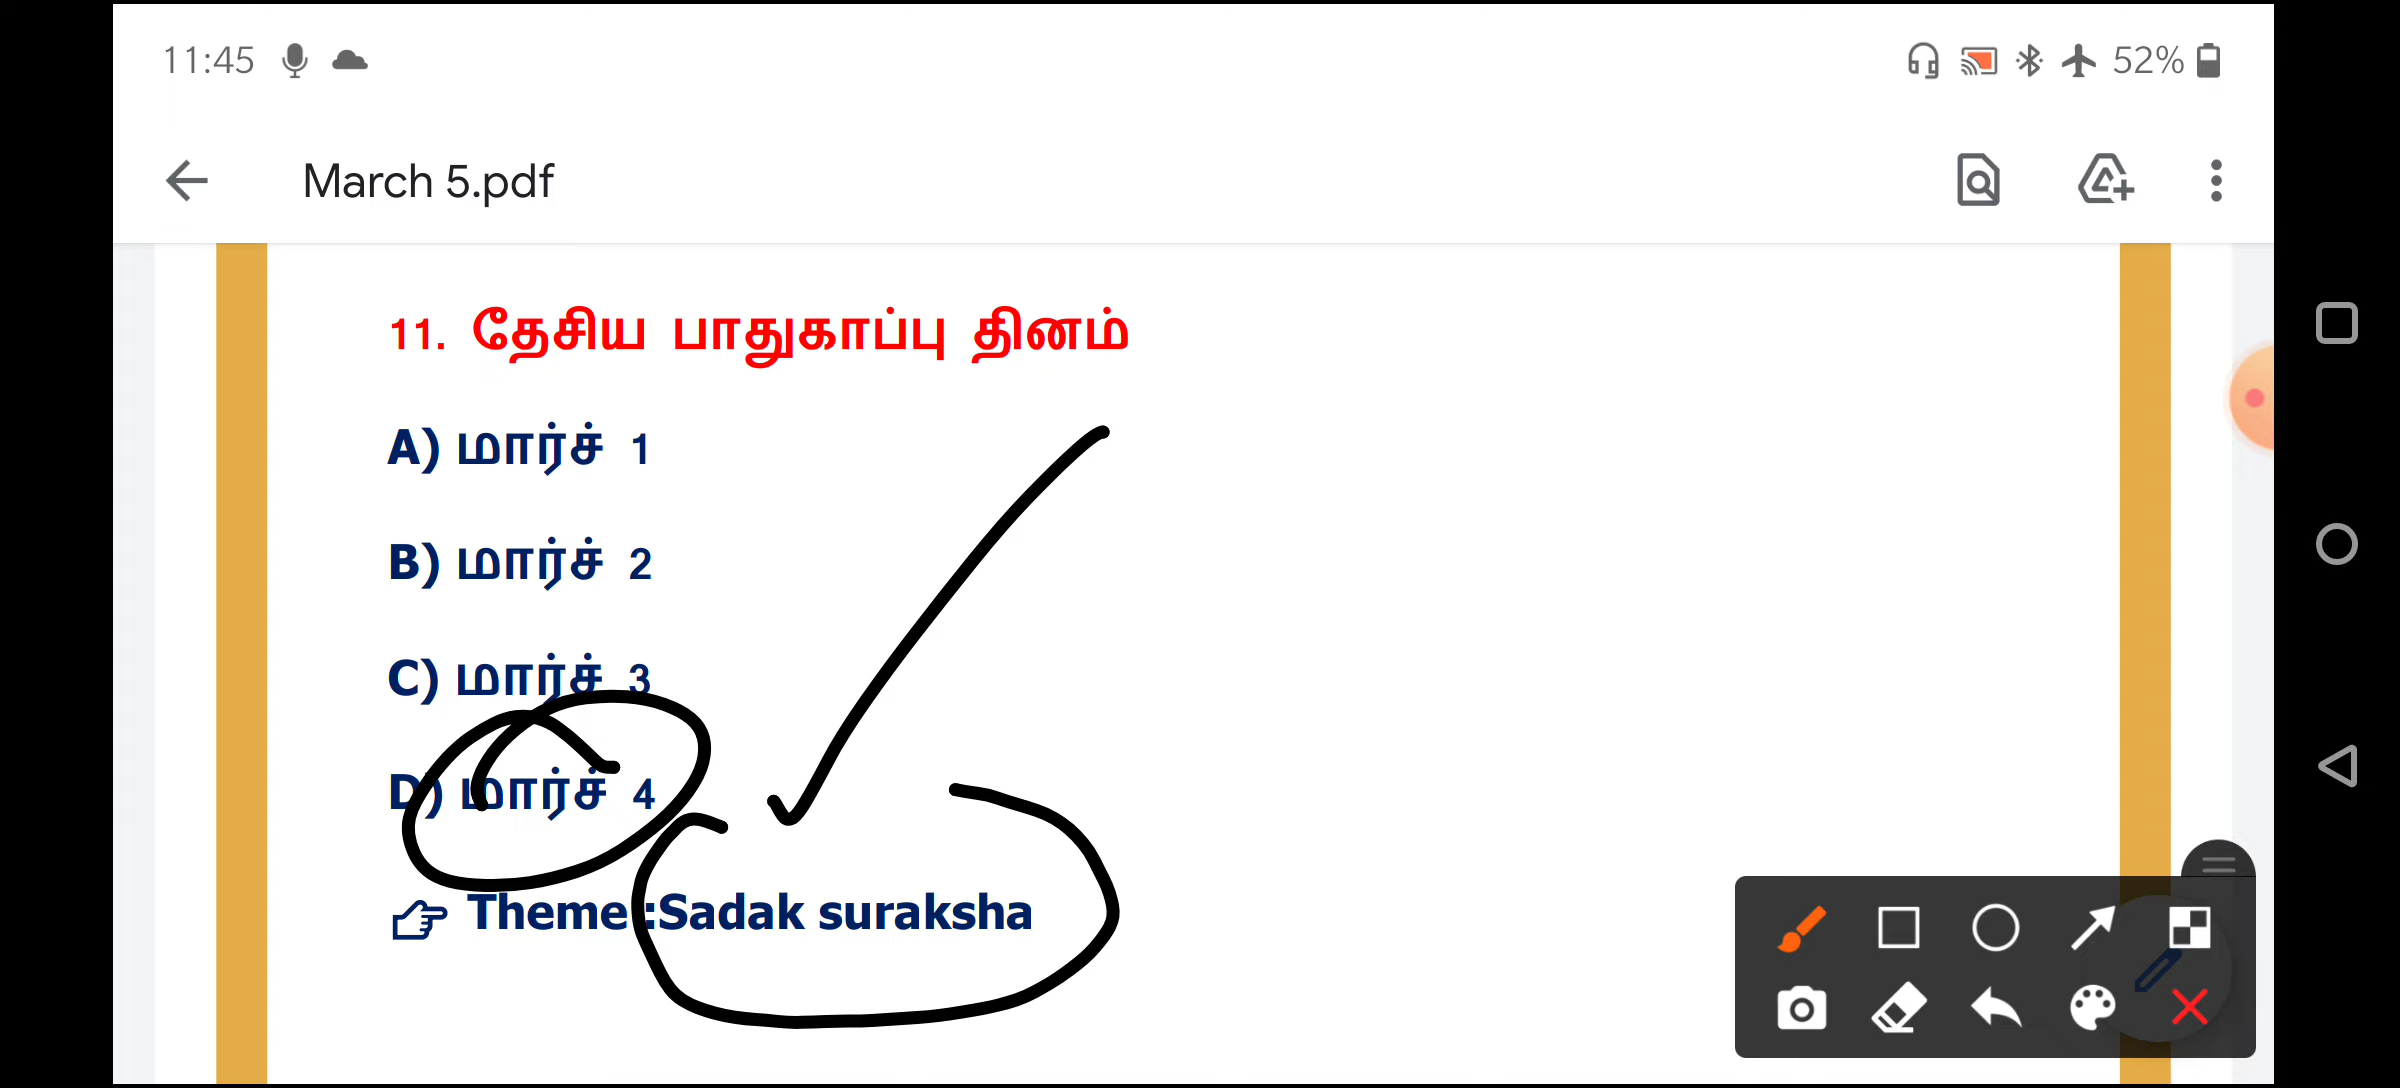 11:45 52%
March 5.pdf
11. தேசிய பாதுகாப்பு தினம்
A) மார்ச் 1
B) மார்ச் 2
C) மார்ச் 3
D) மார்ச் 4
Theme :Sadak suraksha